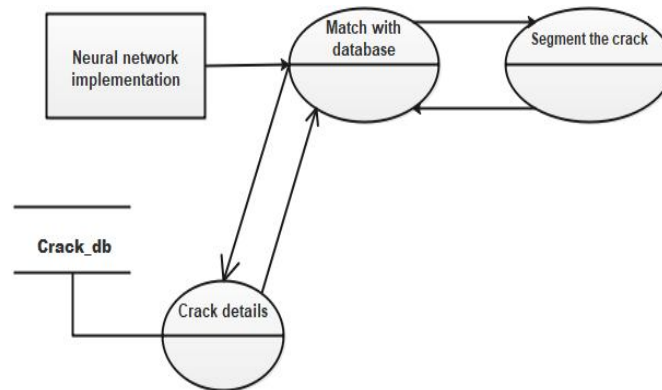 Neural network
implementation
Match with
database
Segment the crack
Crack_db
Crack details